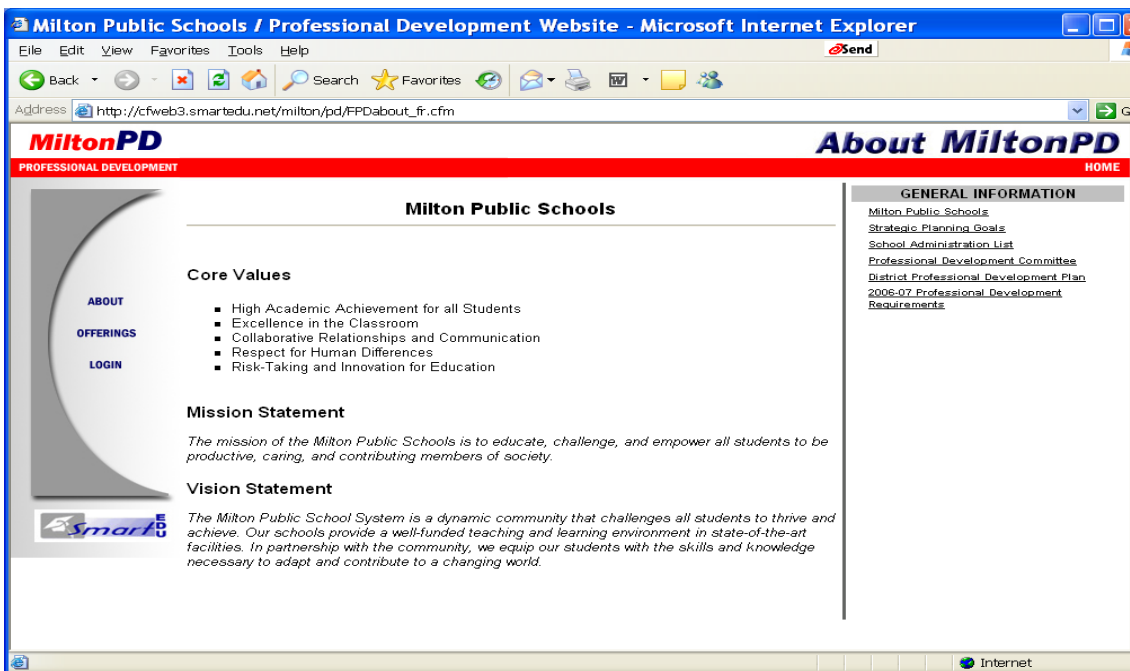 Milton Public Schools / Professional Development Website - Microsoft Internet Explorer
File Edit View Favorites Tools Help
Send
Back Search Favorites
Address http://cfweb3.smartedu.net/milton/pd/FPDabout_fr.cfm G
MiltonPD About MiltonPD
PROFESSIONAL DEVELOPMENT HOME
Milton Public Schools
Core Values
High Academic Achievement for all Students
Excellence in the Classroom
Collaborative Relationships and Communication
Respect for Human Differences
Risk-Taking and Innovation for Education
Mission Statement
The mission of the Milton Public Schools is to educate, challenge, and empower all students to be
productive, caring, and contributing members of society.
Vision Statement
The Milton Public School System is a dynamic community that challenges all students to thrive and
achieve. Our schools provide a well-funded teaching and learning environment in state-of-the-art
facilities. In partnership with the community, we equip our students with the skills and knowledge
necessary to adapt and contribute to a changing world.
ABOUT
OFFERINGS
LOGIN
Smart EDU
GENERAL INFORMATION
Milton Public Schools
Strategic Planning Goals
School Administration List
Professional Development Committee
District Professional Development Plan
2006-07 Professional Development
Requirements
Internet